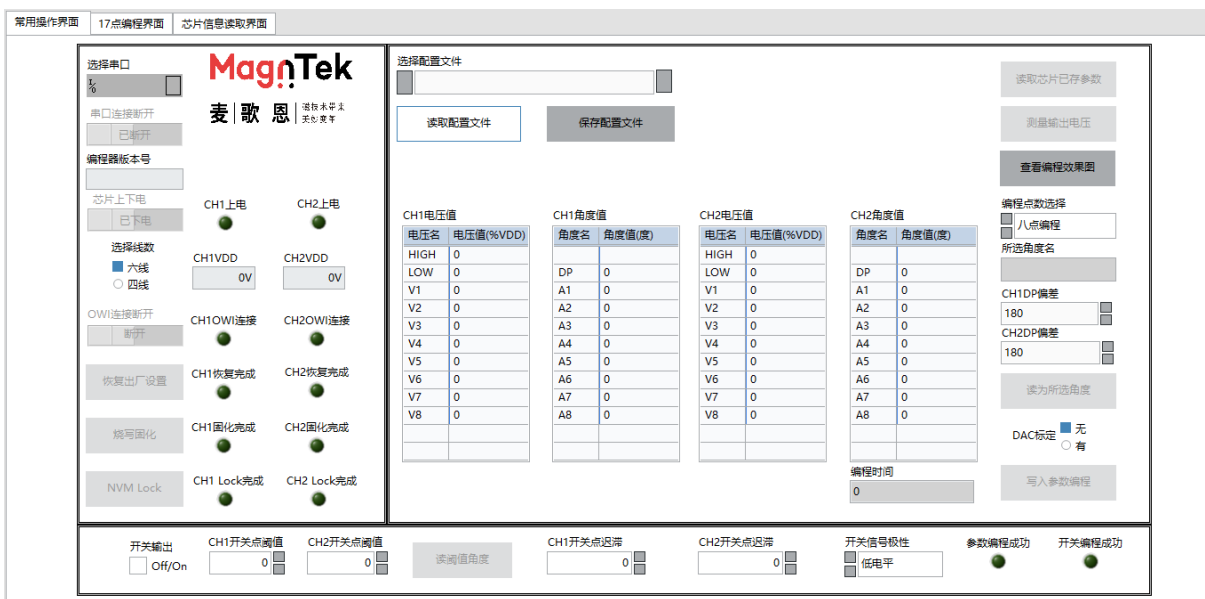 常用操作界面 17点编程界面 芯片信息读取界面
选择串口
MagnTek
麦歌恩
串口连接断开
已断开
编程器版本号
芯片上下电
已下电
CH1上电 CH2上电
选择线数
六线
四线
CH1VDD CH2VDD
0V 0V
OWI连接断开
断开
CH1OWI连接 CH2OWI连接
恢复出厂设置
CH1恢复完成 CH2恢复完成
烧写固化
CH1固化完成 CH2固化完成
NVM Lock
CH1 Lock完成 CH2 Lock完成
选择配置文件
读取配置文件 保存配置文件
CH1电压值 CH1角度值 CH2电压值 CH2角度值
电压名 电压值(%VDD) 角度名 角度值(度) 电压名 电压值(%VDD) 角度名 角度值(度)
HIGH 0 HIGH 0
LOW 0 DP 0 LOW 0 DP 0
V1 0 A1 0 V1 0 A1 0
V2 0 A2 0 V2 0 A2 0
V3 0 A3 0 V3 0 A3 0
V4 0 A4 0 V4 0 A4 0
V5 0 A5 0 V5 0 A5 0
V6 0 A6 0 V6 0 A6 0
V7 0 A7 0 V7 0 A7 0
V8 0 A8 0 V8 0 A8 0
编程时间
0
读取芯片已存参数
测量输出电压
查看编程效果图
编程点数选择
八点编程
所选角度名
CH1DP偏差
180
CH2DP偏差
180
读为所选角度
DAC标定 无
有
写入参数编程
开关输出
Off/On
CH1开关点阈值 CH2开关点阈值
0 0
读阈值角度
CH1开关点迟滞 CH2开关点迟滞
0 0
开关信号极性
低电平
参数编程成功 开关编程成功